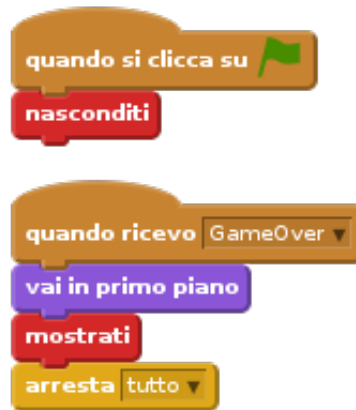 quando si clicca su
nasconditi
quando ricevo GameOver
vai in primo piano
mostrati
arresta tutto